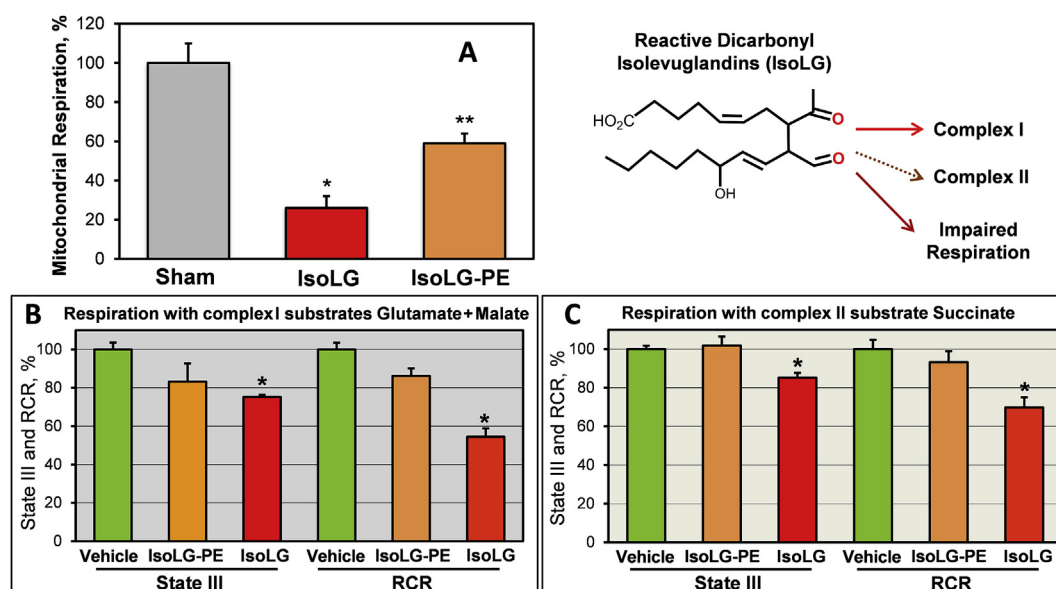 A
Mitochondrial Respiration, %
120
100
80
60
40
20
0
*
**
Sham IsoLG IsoLG-PE
Reactive Dicarbonyl
Isolevuglandins (IsoLG)
HO₂C
O
O
OH
Complex I
Complex II
Impaired
Respiration
B Respiration with complex I substrates Glutamate+Malate
State III and RCR, %
100
80
60
40
20
0
*
*
Vehicle IsoLG-PE IsoLG Vehicle IsoLG-PE IsoLG
State III RCR
C Respiration with complex II substrate Succinate
State III and RCR, %
100
80
60
40
20
0
*
*
Vehicle IsoLG-PE IsoLG Vehicle IsoLG-PE IsoLG
State III RCR